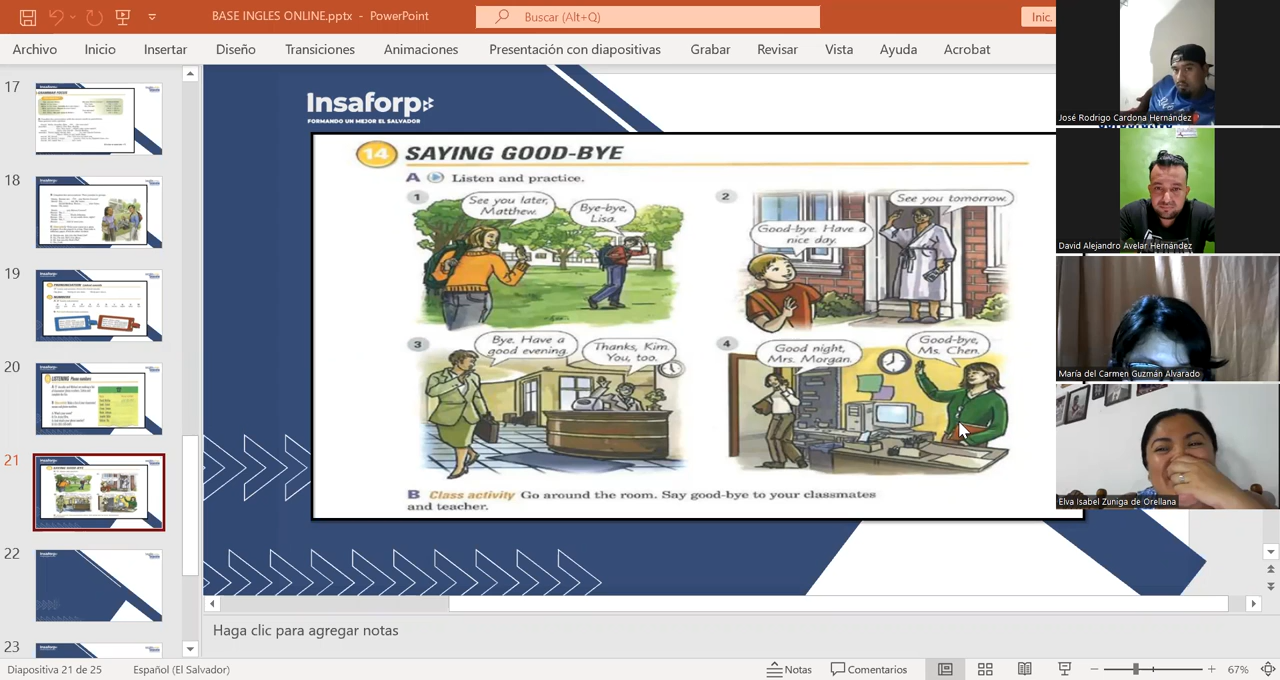 BASE INGLES ONLINE.pptx - PowerPoint
Buscar (Alt+Q)
Inic.
Archivo Inicio Insertar Diseño Transiciones Animaciones Presentación con diapositivas Grabar Revisar Vista Ayuda Acrobat
17
18
19
20
21
22
23
Insaforp
FORMANDO UN MEJOR EL SALVADOR
14 SAYING GOOD-BYE
A Listen and practice.
1
See you later,
Matthew.
Bye-bye,
Lisa.
2
Good-bye. Have a
nice day.
See you tomorrow.
3
Bye. Have a
good evening.
Thanks, Kim.
You, too.
4
Good night,
Mrs. Morgan.
Good-bye,
Ms. Chen.
B Class activity Go around the room. Say good-bye to your classmates
and teacher.
José Rodrigo Cardona Hernández
David Alejandro Avelar Hernández
María del Carmen Guzmán Alvarado
Elva Isabel Zuniga de Orellana
Haga clic para agregar notas
Diapositiva 21 de 25 Español (El Salvador) Notas Comentarios 67%